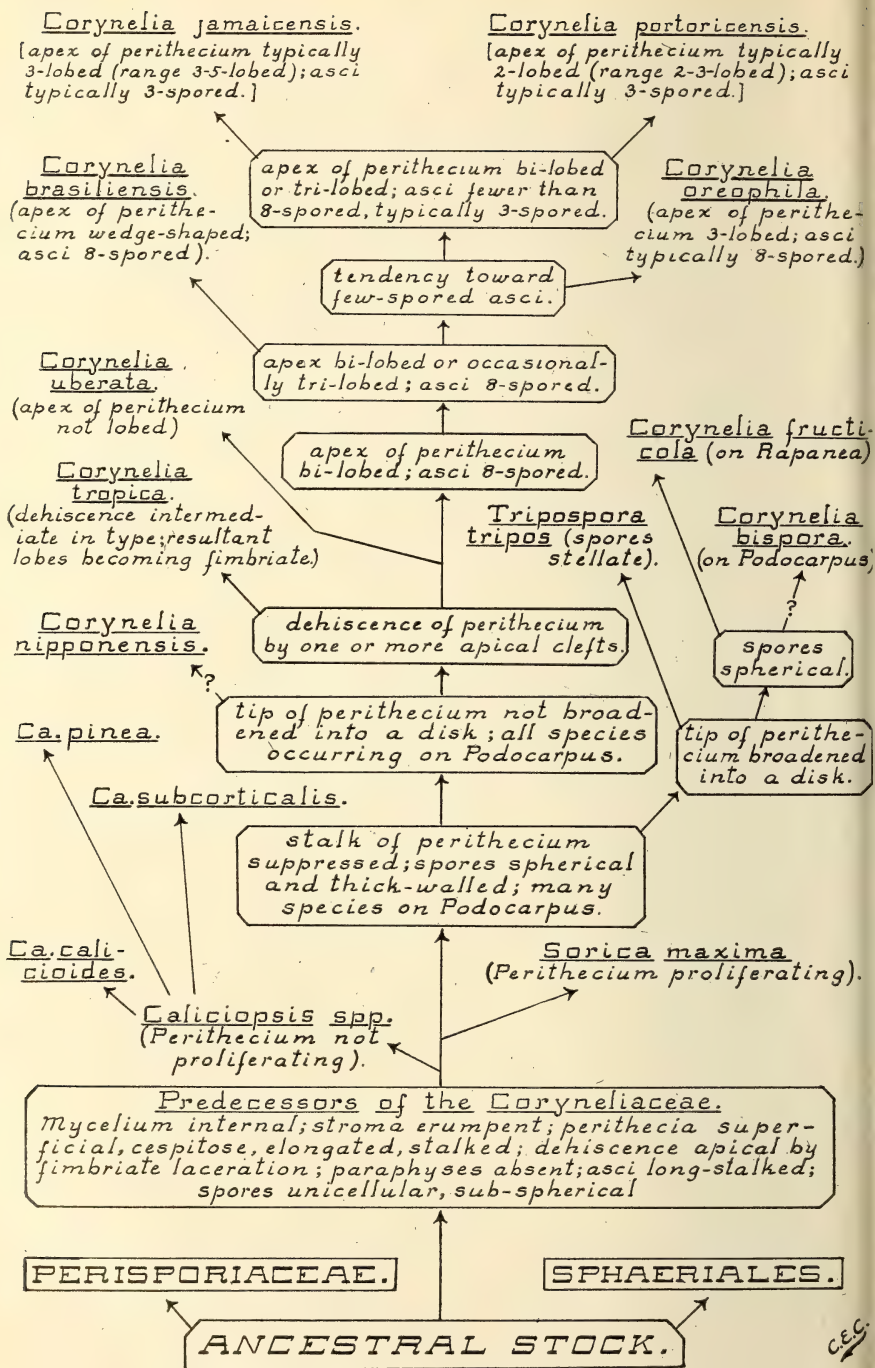 Corynelia jamaicensis.
[apex of perithecium typically
3-lobed (range 3-5-lobed); asci
typically 3-spored.]
Corynelia portoricensis.
[apex of perithecium typically
2-lobed (range 2-3-lobed); asci
typically 3-spored.]
Corynelia
brasiliensis.
(apex of perithe-
cium wedge-shaped;
asci 8-spored).
apex of perithecium bi-lobed
or tri-lobed; asci fewer than
8-spored, typically 3-spored.
Corynelia
oreophila.
(apex of perithe-
cium 3-lobed; asci
typically 8-spored.)
tendency toward
few-spored asci.
Corynelia
uberata.
(apex of perithecium
not lobed)
apex bi-lobed or occasional-
ly tri-lobed; asci 8-spored.
apex of perithecium
bi-lobed; asci 8-spored.
Corynelia fructi-
cola (on Rapanea)
Corynelia
tropica.
(dehiscence intermed-
iate in type; resultant
lobes becoming fimbriate.)
Tripospora
tripos (spores
stellate).
Corynelia
bispora.
(on Podocarpus)
?
Corynelia
nipponensis.
?
dehiscence of perithecium
by one or more apical clefts.
spores
spherical.
tip of perithecium not broad-
ened into a disk; all species
occurring on Podocarpus.
tip of perithe-
cium broadened
into a disk.
Ca. pinea.
Ca. subcorticalis.
stalk of perithecium
suppressed; spores spherical
and thick-walled; many
species on Podocarpus.
Ca. cali-
cioides.
Sorica maxima
(Perithecium proliferating).
Caliciopsis spp.
(Perithecium not
proliferating).
Predecessors of the Coryneliaceae.
Mycelium internal; stroma erumpent; perithecia super-
ficial, cespitose, elongated, stalked; dehiscence apical by
fimbriate laceration; paraphyses absent; asci long-stalked;
spores unicellular, sub-spherical
PERISPORIACEAE.
SPHAERIALES.
ANCESTRAL STOCK.
C.E.C.